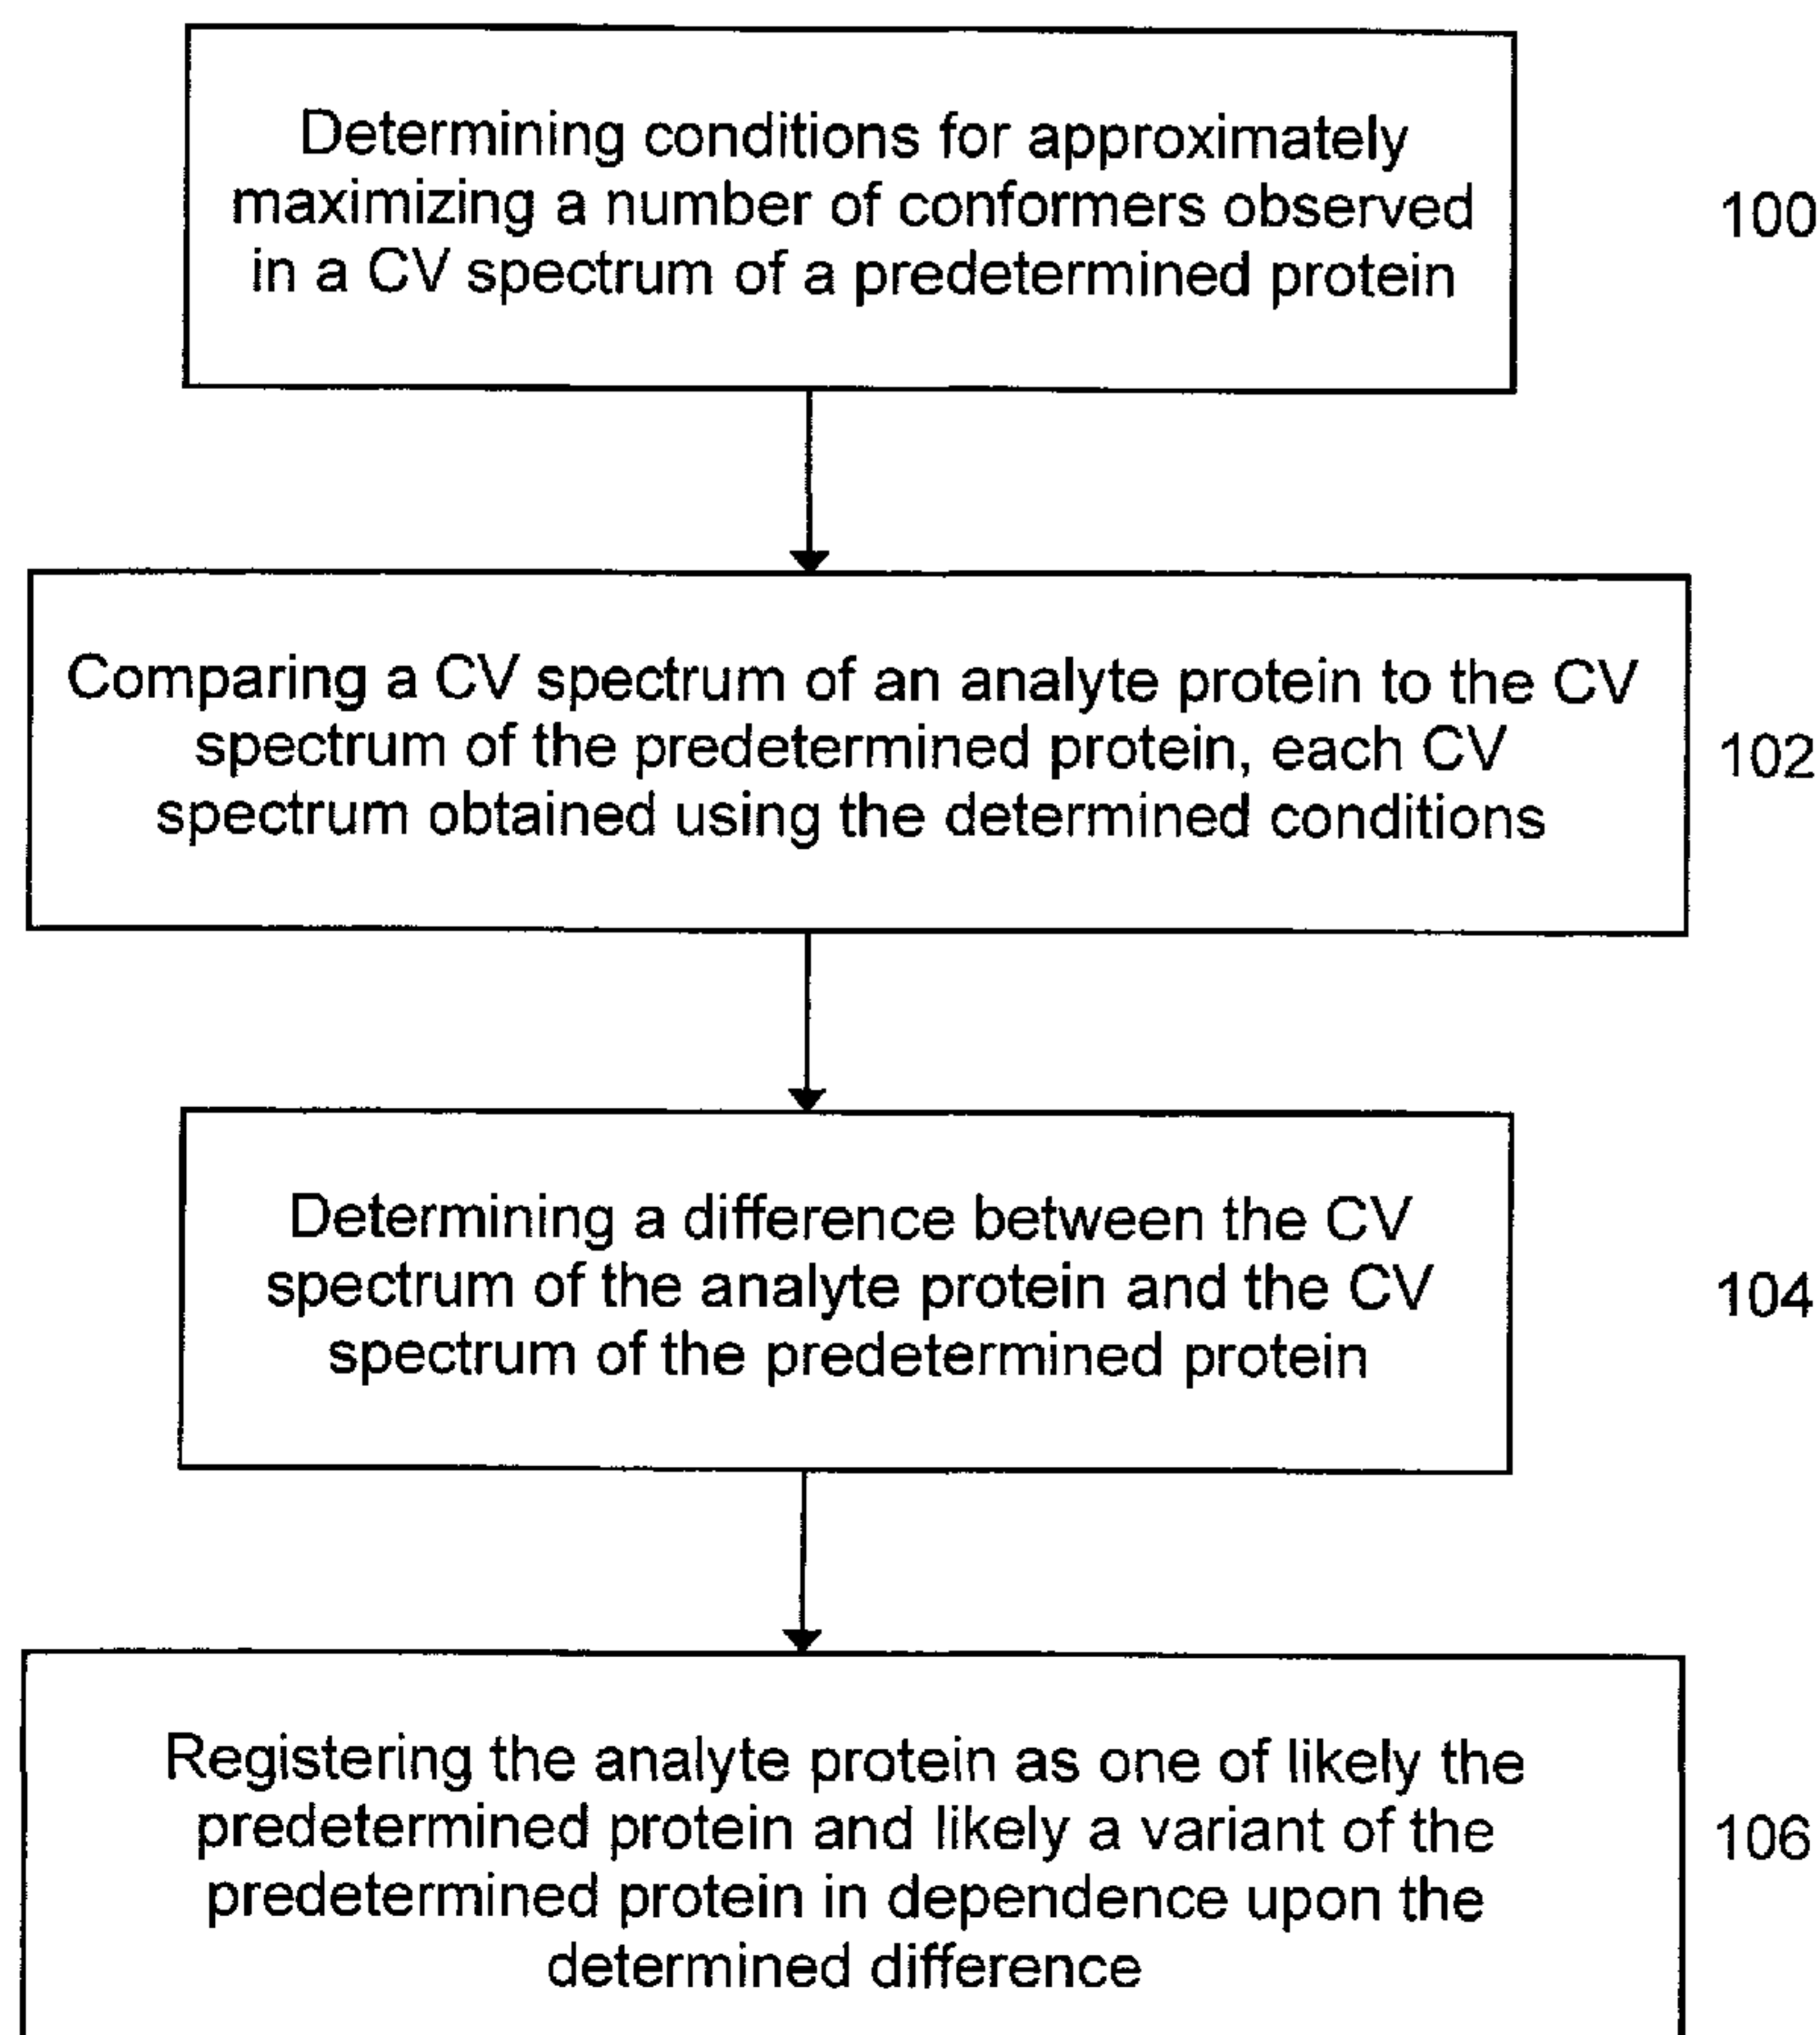 Determining conditions for approximately
maximizing a number of conformers observed
in a CV spectrum of a predetermined protein
100
Comparing a CV spectrum of an analyte protein to the CV
spectrum of the predetermined protein, each CV
spectrum obtained using the determined conditions
102
Determining a difference between the CV
spectrum of the analyte protein and the CV
spectrum of the predetermined protein
104
Registering the analyte protein as one of likely the
predetermined protein and likely a variant of the
predetermined protein in dependence upon the
determined difference
106